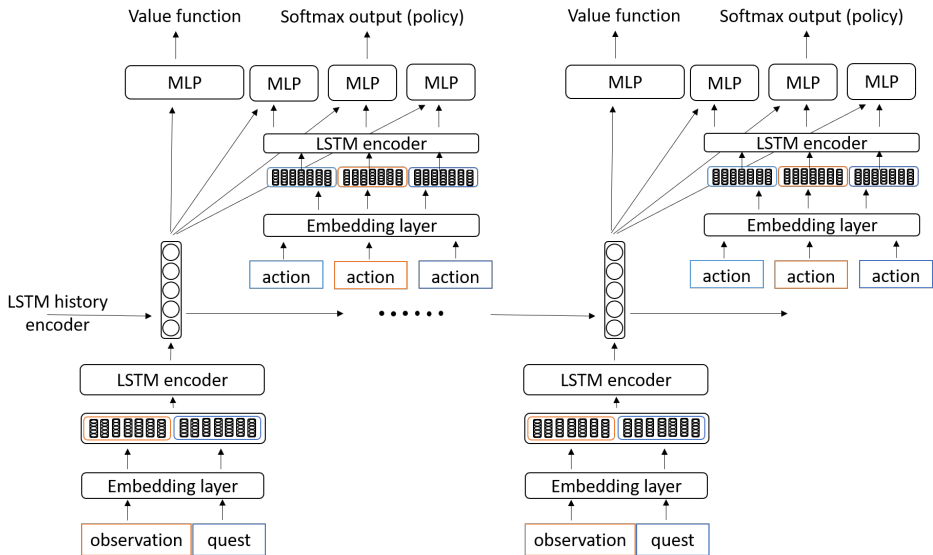 Value function
Softmax output (policy)
Value function
Softmax output (policy)
MLP
MLP
MLP
MLP
MLP
MLP
MLP
MLP
LSTM encoder
LSTM encoder
Embedding layer
Embedding layer
action
action
action
action
action
action
LSTM history
encoder
......
LSTM encoder
LSTM encoder
Embedding layer
Embedding layer
observation
quest
observation
quest